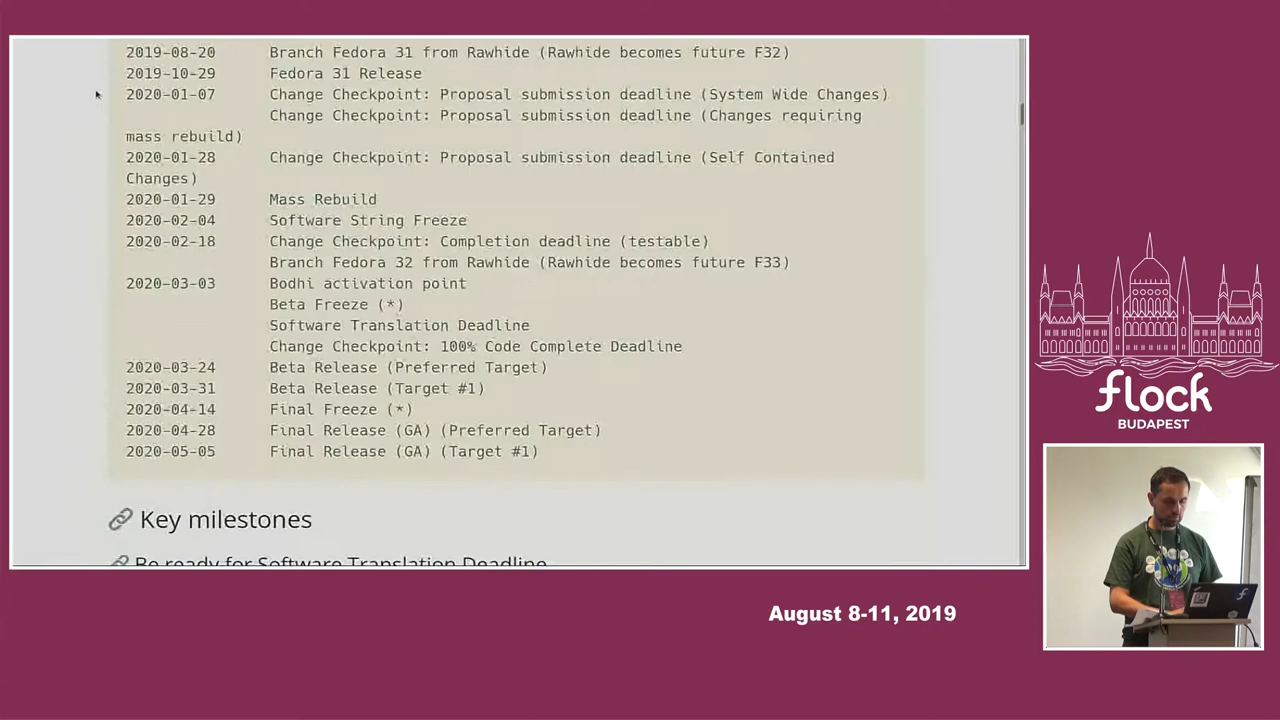 2019-08-20 Branch Fedora 31 from Rawhide (Rawhide becomes future F32)
2019-10-29 Fedora 31 Release
2020-01-07 Change Checkpoint: Proposal submission deadline (System Wide Changes)
Change Checkpoint: Proposal submission deadline (Changes requiring
mass rebuild)
2020-01-28 Change Checkpoint: Proposal submission deadline (Self Contained
Changes)
2020-01-29 Mass Rebuild
2020-02-04 Software String Freeze
2020-02-18 Change Checkpoint: Completion deadline (testable)
Branch Fedora 32 from Rawhide (Rawhide becomes future F33)
2020-03-03 Bodhi activation point
Beta Freeze (*)
Software Translation Deadline
Change Checkpoint: 100% Code Complete Deadline
2020-03-24 Beta Release (Preferred Target)
2020-03-31 Beta Release (Target #1)
2020-04-14 Final Freeze (*)
2020-04-28 Final Release (GA) (Preferred Target)
2020-05-05 Final Release (GA) (Target #1)
Key milestones
Be ready for Software Translation Deadline
flock
BUDAPEST
August 8-11, 2019